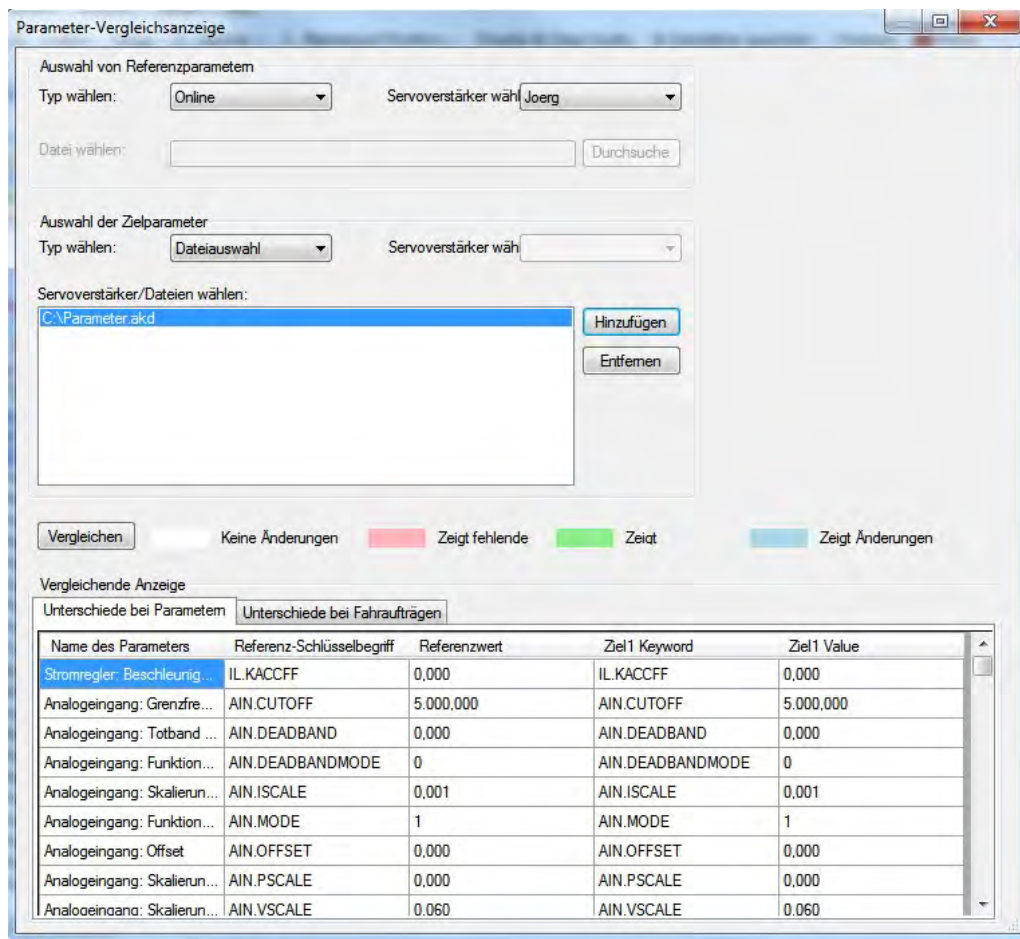 Parameter-Vergleichsanzeige
Auswahl von Referenzparametern
Typ wählen: Online Servoverstärker wähl Joerg
Datei wählen: Durchsuche
Auswahl der Zielparameter
Typ wählen: Dateiauswahl Servoverstärker wäh
Servoverstärker/Dateien wählen:
C:\Parameter.akd
Hinzufügen
Entfernen
Vergleichen Keine Änderungen Zeigt fehlende Zeigt Zeigt Änderungen
Vergleichende Anzeige
Unterschiede bei Parametern Unterschiede bei Fahraufträgen
Name des Parameters Referenz-Schlüsselbegriff Referenzwert Ziel1 Keyword Ziel1 Value
Stromregler: Beschleunig... IL.KACCFF 0,000 IL.KACCFF 0,000
Analogeingang: Grenzfre... AIN.CUTOFF 5.000,000 AIN.CUTOFF 5.000,000
Analogeingang: Totband ... AIN.DEADBAND 0,000 AIN.DEADBAND 0,000
Analogeingang: Funktion... AIN.DEADBANDMODE 0 AIN.DEADBANDMODE 0
Analogeingang: Skalierun... AIN.ISCALE 0,001 AIN.ISCALE 0,001
Analogeingang: Funktion... AIN.MODE 1 AIN.MODE 1
Analogeingang: Offset AIN.OFFSET 0,000 AIN.OFFSET 0,000
Analogeingang: Skalierun... AIN.PSCALE 0,000 AIN.PSCALE 0,000
Analogeingang: Skalierun... AIN.VSCALE 0,060 AIN.VSCALE 0,060